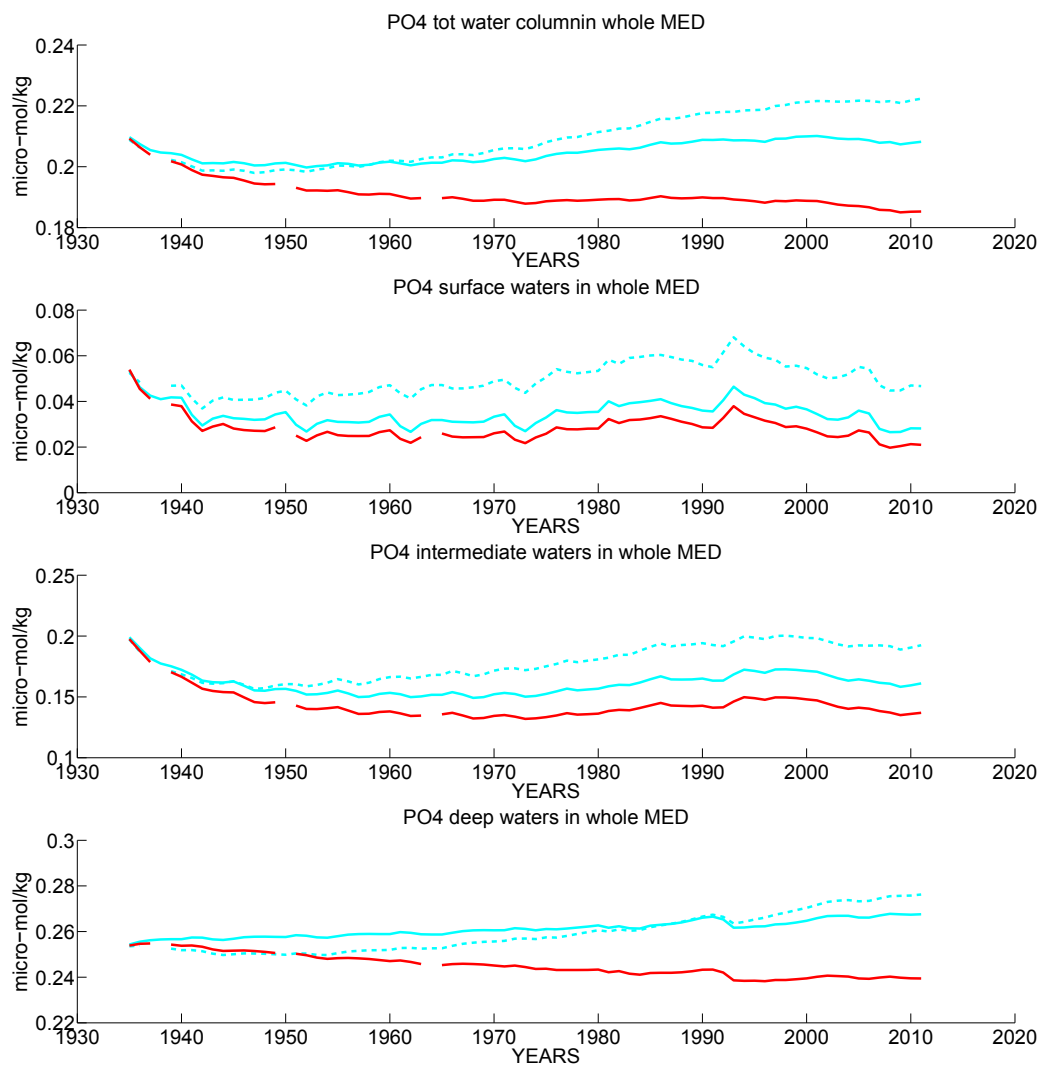 PO4 tot water columnin whole MED
0.24
0.22
0.2
0.18
micro−mol/kg
1930 1940 1950 1960 1970 1980 1990 2000 2010 2020
YEARS
PO4 surface waters in whole MED
0.08
0.06
0.04
0.02
0
micro−mol/kg
1930 1940 1950 1960 1970 1980 1990 2000 2010 2020
YEARS
PO4 intermediate waters in whole MED
0.25
0.2
0.15
0.1
micro−mol/kg
1930 1940 1950 1960 1970 1980 1990 2000 2010 2020
YEARS
PO4 deep waters in whole MED
0.3
0.28
0.26
0.24
0.22
micro−mol/kg
1930 1940 1950 1960 1970 1980 1990 2000 2010 2020
YEARS